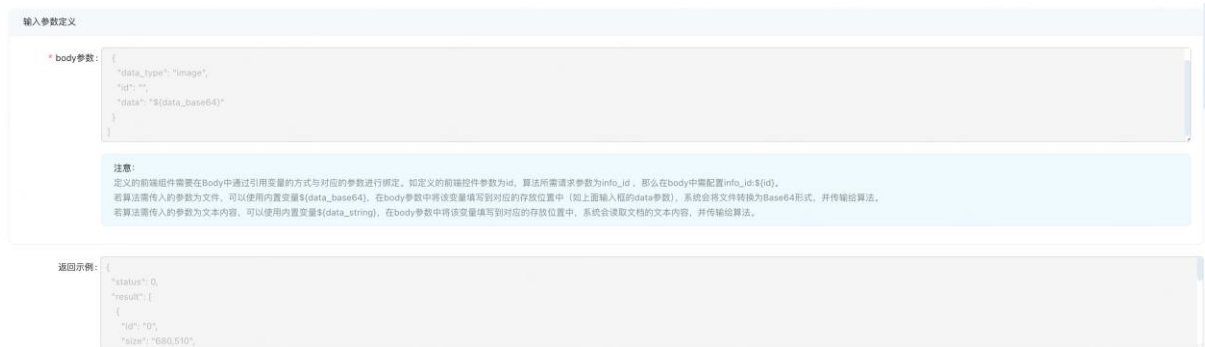 输入参数定义
* body参数：
{
"data_type": "image",
"id": "",
"data": "${data_base64}"
}
}
注意：
定义的前端组件需要在Body中通过引用变量的方式与对应的参数进行绑定。如定义的前端控件参数为id，算法所需请求参数为info_id，那么在body中需配置info_id:${id}。
若算法需传入的参数为文件，可以使用内置变量${data_base64}，在body参数中将该变量填写到对应的存放位置中（如上面输入框的data参数），系统会将文件转换为Base64形式，并传输给算法。
若算法需传入的参数为文本内容，可以使用内置变量${data_string}，在body参数中将该变量填写到对应的存放位置中，系统会读取文档的文本内容，并传输给算法。
返回示例：
{
"status": 0,
"result": [
{
"id": "0",
"size": "680,510",